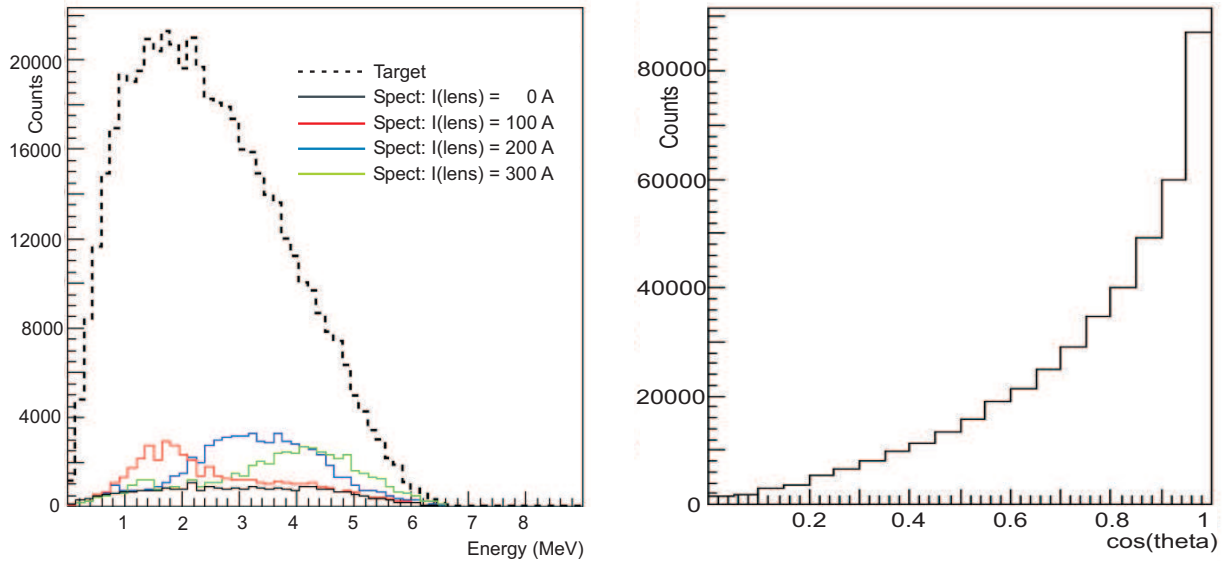 20000
16000
12000
8000
4000
0
Counts
Target
Spect: I(lens) = 0 A
Spect: I(lens) = 100 A
Spect: I(lens) = 200 A
Spect: I(lens) = 300 A
1 2 3 4 5 6 7 8
Energy (MeV)
80000
60000
40000
20000
0
Counts
0.2 0.4 0.6 0.8 1
cos(theta)